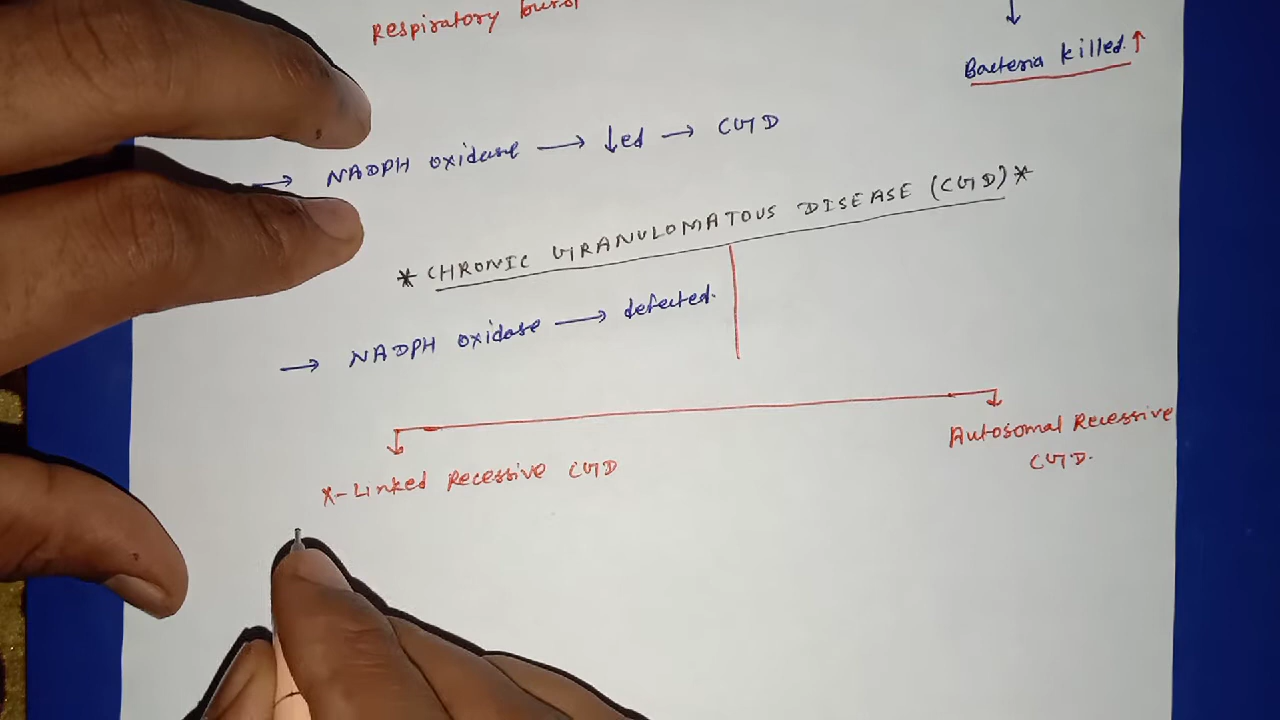 Respiratory burst
Bacteria killed. ↑
→ NADPH oxidase → ↓ed → CGD
* CHRONIC GRANULOMATOUS DISEASE (CGD) *
→ NADPH oxidase → defected.
X-Linked Recessive CGD
Autosomal Recessive
CGD.